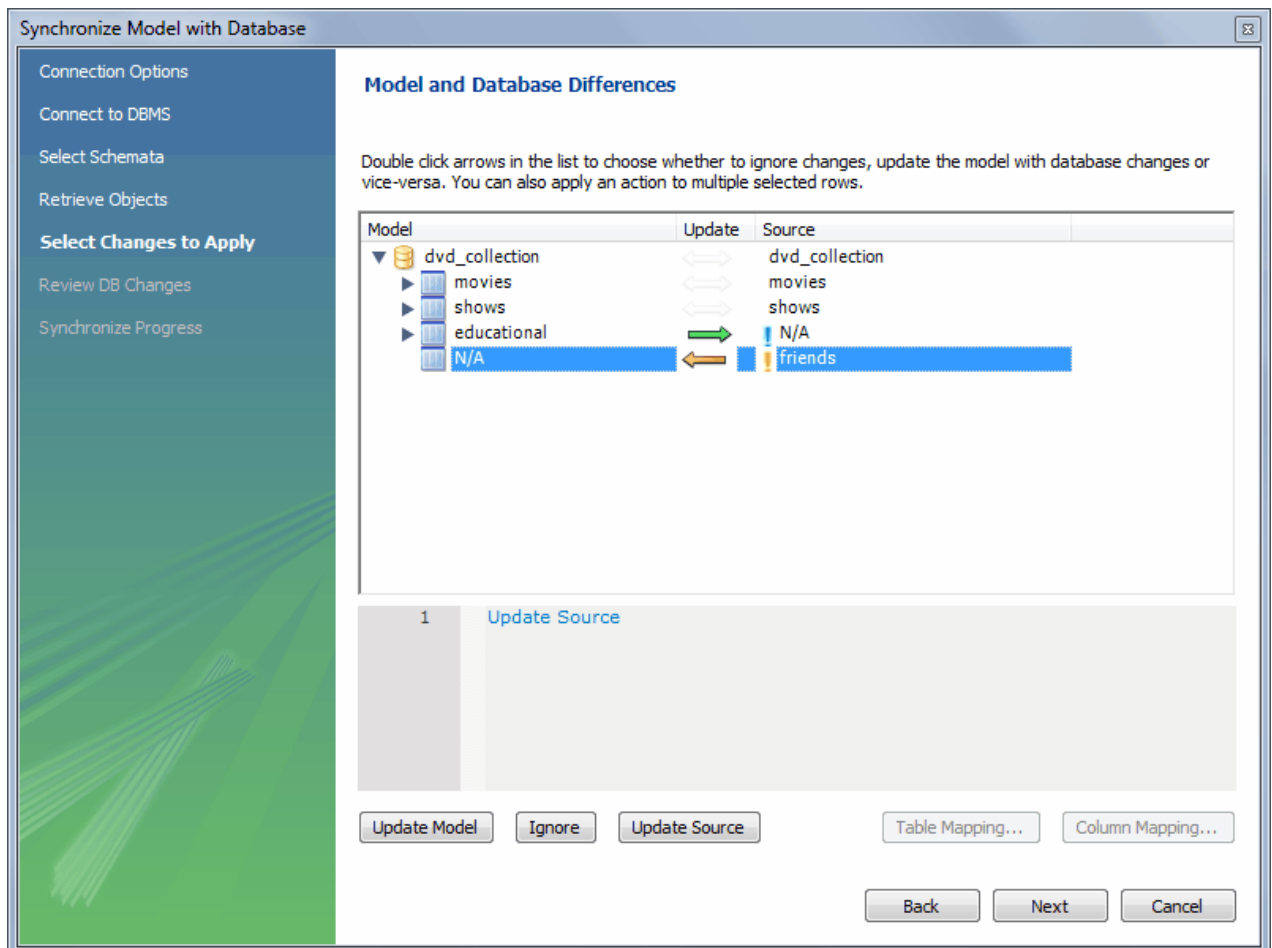 Synchronize Model with Database
Connection Options
Connect to DBMS
Select Schemata
Retrieve Objects
Select Changes to Apply
Review DB Changes
Synchronize Progress
Model and Database Differences
Double click arrows in the list to choose whether to ignore changes, update the model with database changes or
vice-versa. You can also apply an action to multiple selected rows.
Model Update Source
dvd_collection dvd_collection
movies movies
shows shows
educational N/A
N/A friends
1 Update Source
Update Model Ignore Update Source Table Mapping... Column Mapping...
Back Next Cancel